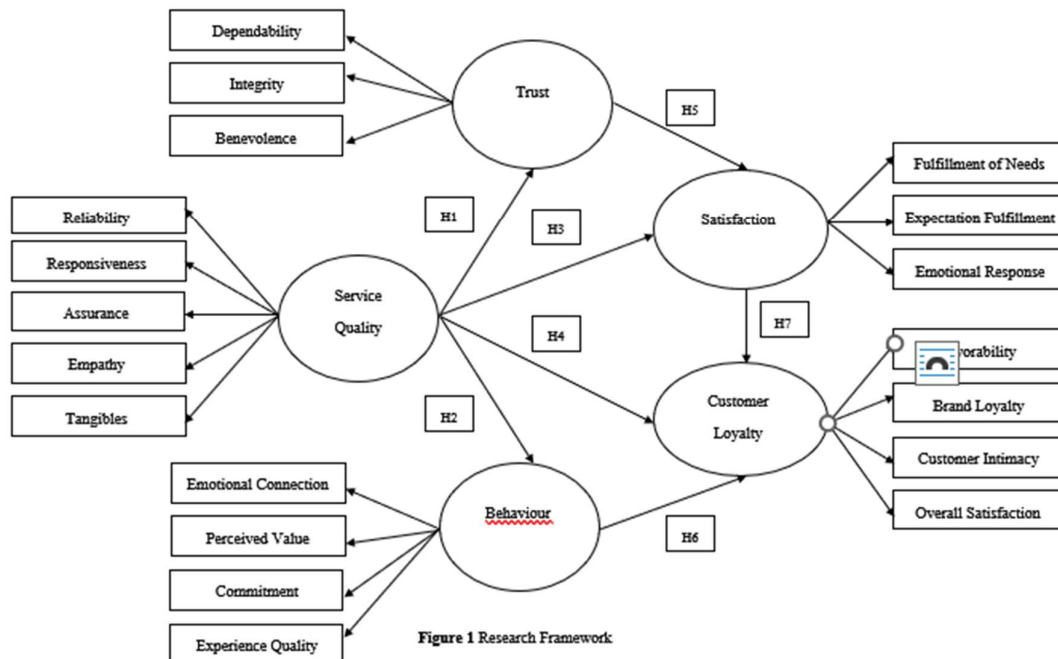 Dependability
Integrity
Benevolence
Trust
H5
Reliability
Responsiveness
Assurance
Empathy
Tangibles
Service
Quality
H1
H3
H4
H2
Satisfaction
Fulfillment of Needs
Expectation Fulfillment
Emotional Response
H7
Customer
Loyalty
vorability
Brand Loyalty
Customer Intimacy
Overall Satisfaction
Emotional Connection
Perceived Value
Commitment
Experience Quality
Behaviour
H6
Figure 1 Research Framework